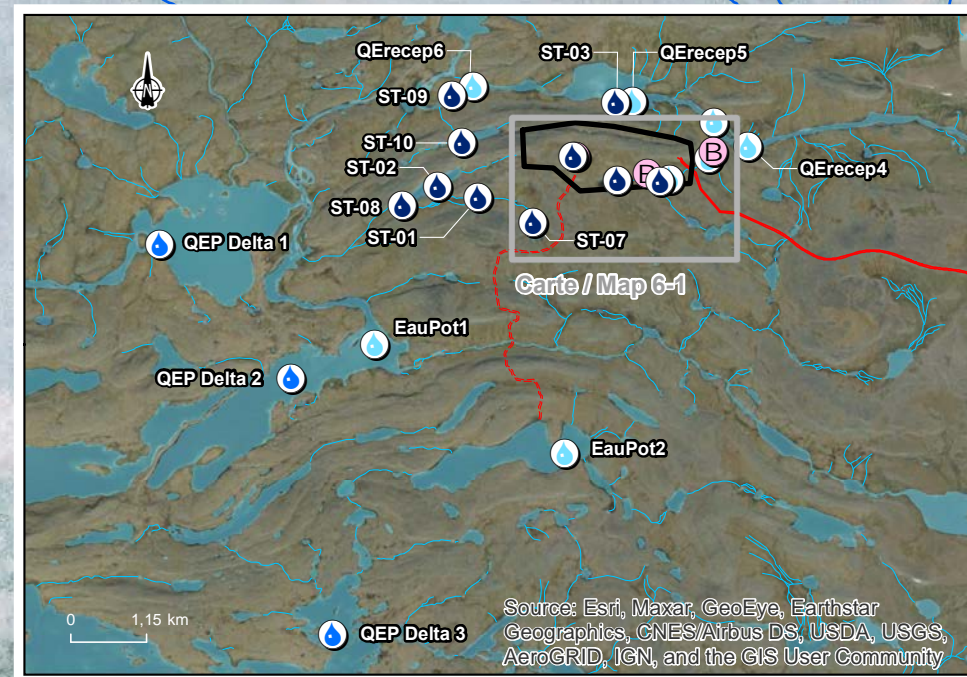 QErecep6
ST-03
QErecep5
ST-09
ST-10
ST-02
QErecep4
ST-08
ST-01
QEP Delta 1
ST-07
Carte / Map 6-1
EauPot1
QEP Delta 2
EauPot2
B
B
0 1,15 km
QEP Delta 3
Source: Esri, Maxar, GeoEye, Earthstar
Geographics, CNES/Airbus DS, USDA, USGS,
AeroGRID, IGN, and the GIS User Community